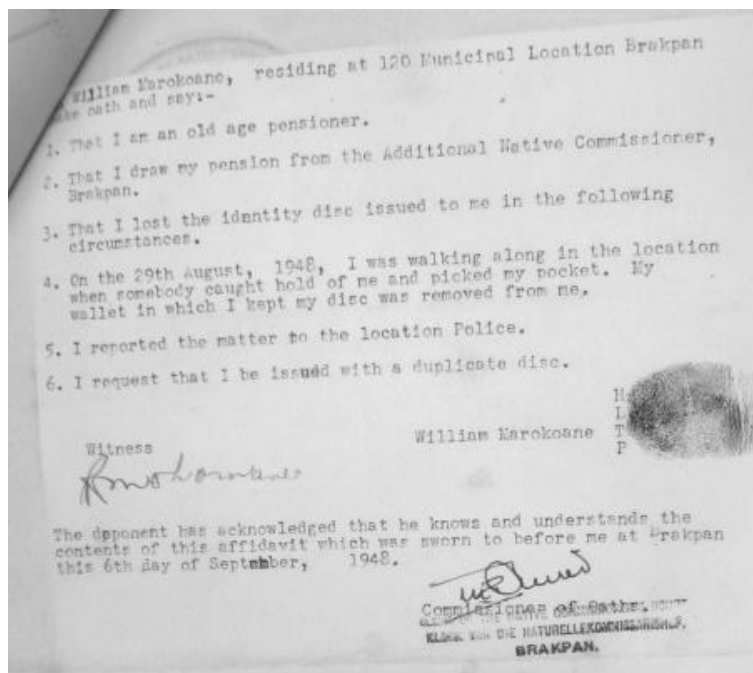 William Marokoane, residing at 120 Municipal Location Brakpan
make oath and say:-
1. That I am an old age pensioner.
2. That I draw my pension from the Additional Native Commissioner,
Brakpan.
3. That I lost the identity disc issued to me in the following
circumstances.
4. On the 29th August, 1948, I was walking along in the location
when somebody caught hold of me and picked my pocket. My
wallet in which I kept my disc was removed from me.
5. I reported the matter to the location Police.
6. I request that I be issued with a duplicate disc.
H
L
William Marokoane T
P
Witness
The deponent has acknowledged that he knows and understands the
contents of this affidavit which was sworn to before me at Brakpan
this 6th day of September, 1948.
Commissioner of Oaths.
THE NATIVE COMMISSIONER'S COURT
KLERK VAN DIE NATURELLEKOMMISSARISHOF.
BRAKPAN.